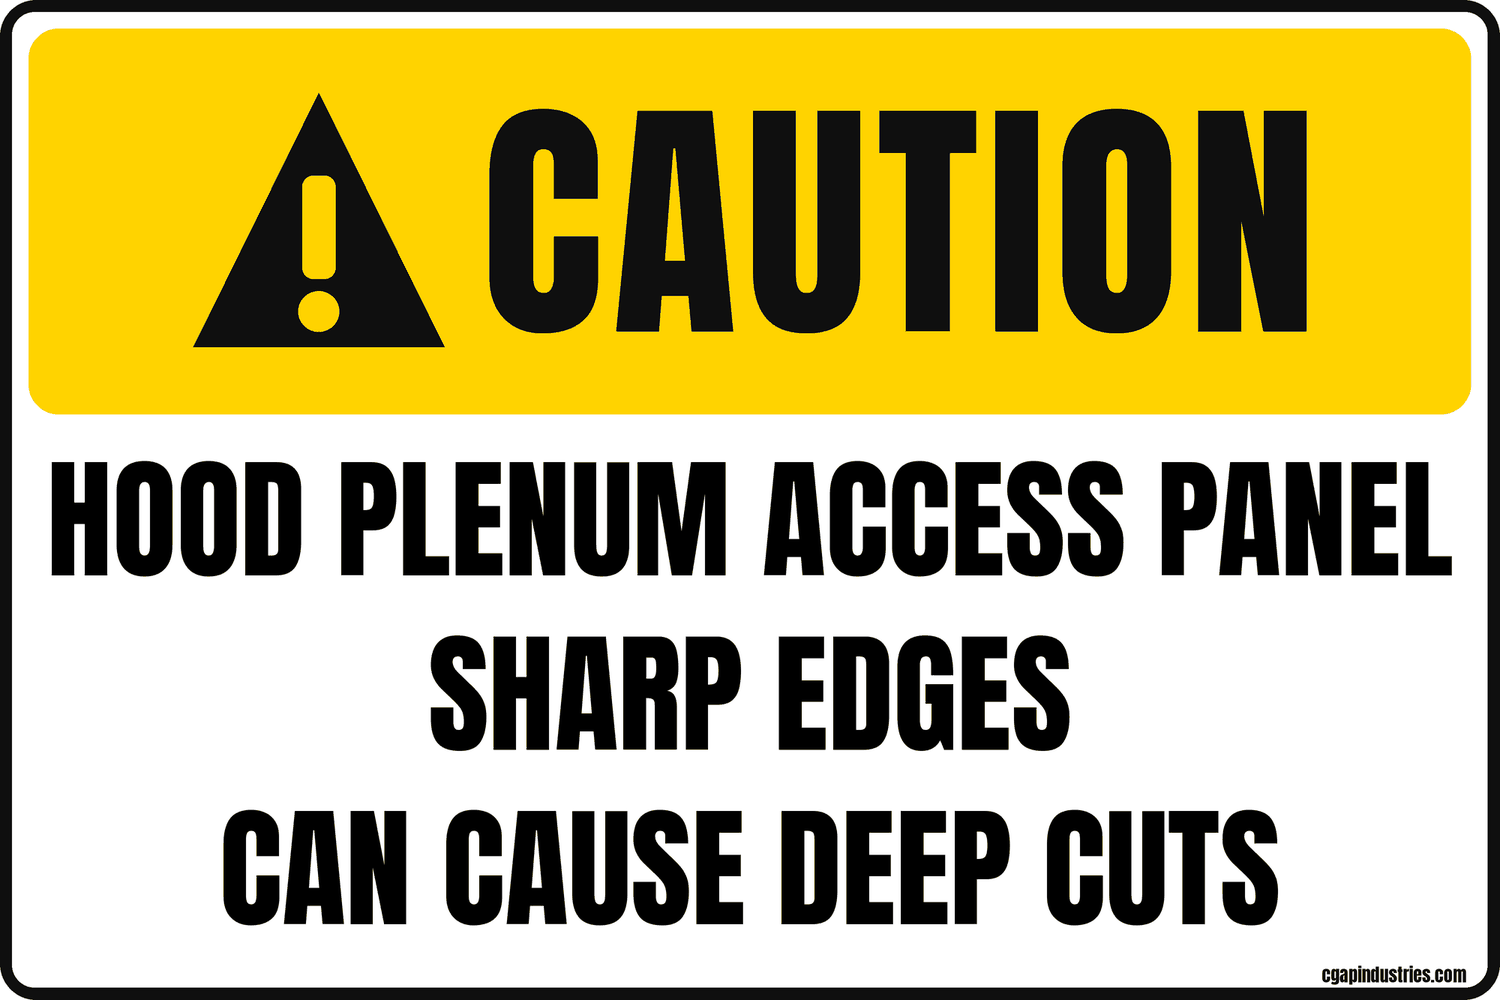 CAUTION
HOOD PLENUM ACCESS PANEL
SHARP EDGES
CAN CAUSE DEEP CUTS
cgapindustries.com